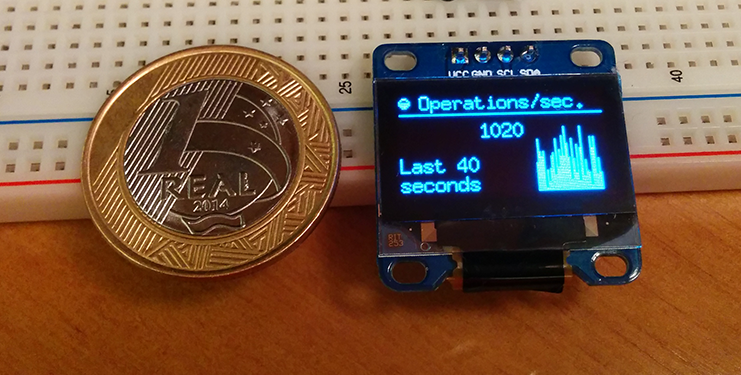 1
REAL
2014
25
40
VCC GND SCL SDA
Operations/sec.
1020
Last 40
seconds